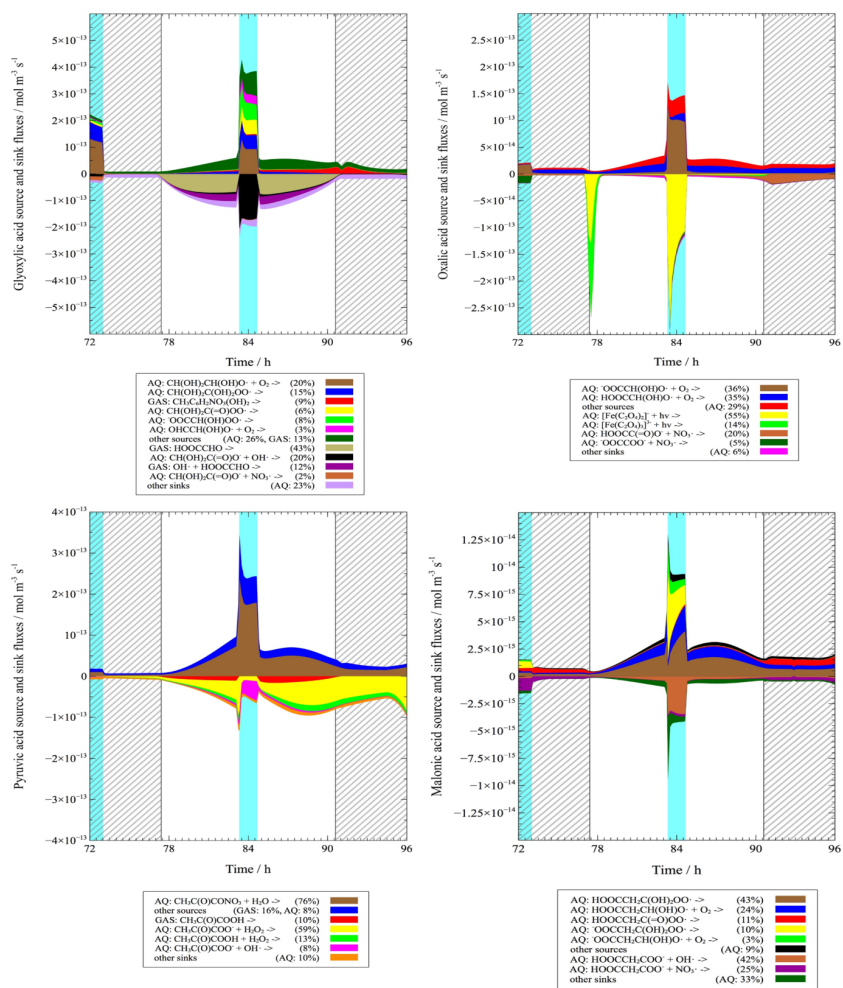 Glyoxylic acid source and sink fluxes / mol m⁻³ s⁻¹
5×10⁻¹³
4×10⁻¹³
3×10⁻¹³
2×10⁻¹³
1×10⁻¹³
0
−1×10⁻¹³
−2×10⁻¹³
−3×10⁻¹³
−4×10⁻¹³
−5×10⁻¹³
72 78 84 90 96
Time / h
AQ: CH(OH)₂CH(OH)O· + O₂ -> (20%)
AQ: CH(OH)₂C(OH)₂OO· -> (15%)
GAS: CH₃C₆H₂NO₃(OH)₂ -> (9%)
AQ: CH(OH)₂C(=O)OO· -> (6%)
AQ: ⁻OOCCH(OH)OO· -> (8%)
AQ: OHCCH(OH)O· + O₂ -> (3%)
other sources (AQ: 26%, GAS: 13%)
GAS: HOOCCHO -> (43%)
AQ: CH(OH)₂C(=O)O⁻ + OH· -> (20%)
GAS: OH· + HOOCCHO -> (12%)
AQ: CH(OH)₂C(=O)O⁻ + NO₃· -> (2%)
other sinks (AQ: 23%)
Oxalic acid source and sink fluxes / mol m⁻³ s⁻¹
2.5×10⁻¹³
2×10⁻¹³
1.5×10⁻¹³
1×10⁻¹³
5×10⁻¹⁴
0
−5×10⁻¹⁴
−1×10⁻¹³
−1.5×10⁻¹³
−2×10⁻¹³
−2.5×10⁻¹³
72 78 84 90 96
Time / h
AQ: ⁻OOCCH(OH)O· + O₂ -> (36%)
AQ: HOOCCH(OH)O· + O₂ -> (35%)
other sources (AQ: 29%)
AQ: [Fe(C₂O₄)₂]⁻ + hν -> (55%)
AQ: [Fe(C₂O₄)₃]³⁻ + hν -> (14%)
AQ: HOOCC(=O)O⁻ + NO₃· -> (20%)
AQ: ⁻OOCCOO⁻ + NO₃· -> (5%)
other sinks (AQ: 6%)
Pyruvic acid source and sink fluxes / mol m⁻³ s⁻¹
4×10⁻¹³
3×10⁻¹³
2×10⁻¹³
1×10⁻¹³
0
−1×10⁻¹³
−2×10⁻¹³
−3×10⁻¹³
−4×10⁻¹³
72 78 84 90 96
Time / h
AQ: CH₃C(O)CONO₃ + H₂O -> (76%)
other sources (GAS: 16%, AQ: 8%)
GAS: CH₃C(O)COOH -> (10%)
AQ: CH₃C(O)COO⁻ + H₂O₂ -> (59%)
AQ: CH₃C(O)COOH + H₂O₂ -> (13%)
AQ: CH₃C(O)COO⁻ + OH· -> (8%)
other sinks (AQ: 10%)
Malonic acid source and sink fluxes / mol m⁻³ s⁻¹
1.25×10⁻¹⁴
1×10⁻¹⁴
7.5×10⁻¹⁵
5×10⁻¹⁵
2.5×10⁻¹⁵
0
−2.5×10⁻¹⁵
−5×10⁻¹⁵
−7.5×10⁻¹⁵
−1×10⁻¹⁴
−1.25×10⁻¹⁴
72 78 84 90 96
Time / h
AQ: HOOCCH₂C(OH)₂OO· -> (43%)
AQ: HOOCCH₂CH(OH)O· + O₂ -> (24%)
AQ: HOOCCH₂C(=O)OO· -> (11%)
AQ: ⁻OOCCH₂C(OH)₂OO· -> (10%)
AQ: ⁻OOCCH₂CH(OH)O· + O₂ -> (3%)
other sources (AQ: 9%)
AQ: HOOCCH₂COO⁻ + OH· -> (42%)
AQ: HOOCCH₂COO⁻ + NO₃· -> (25%)
other sinks (AQ: 33%)